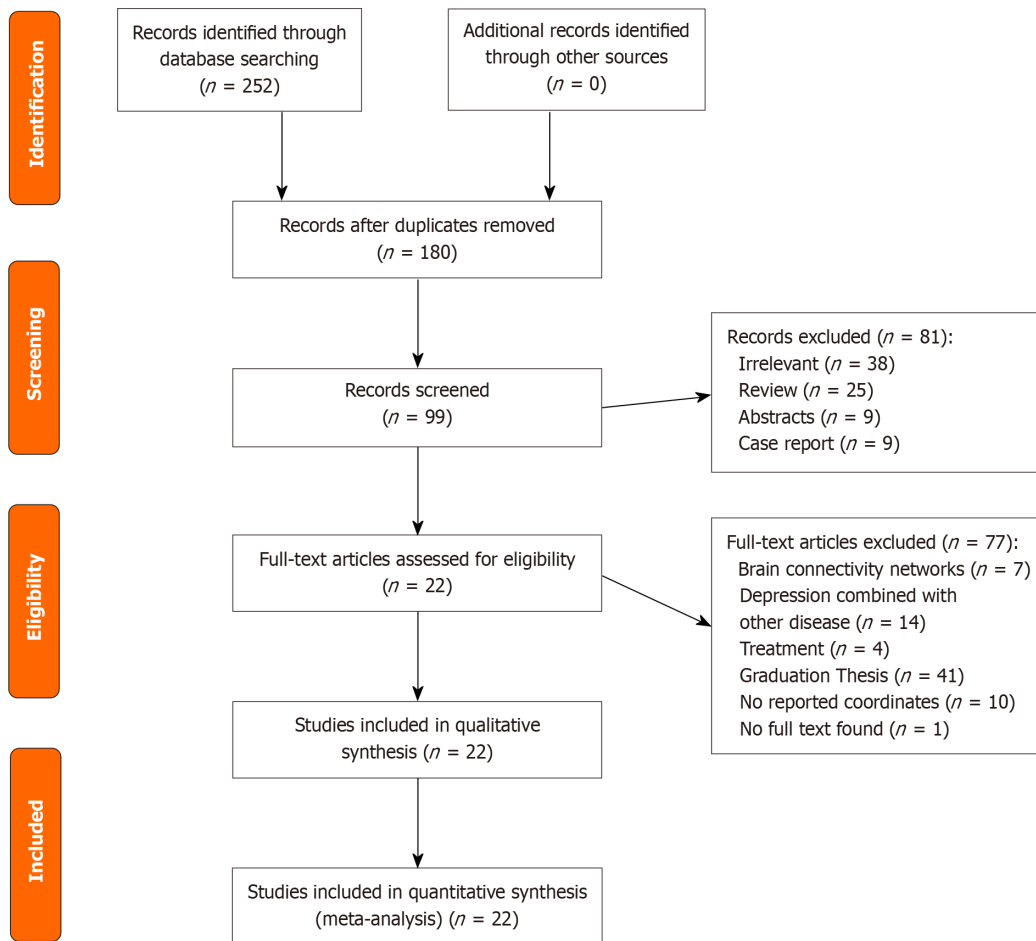 Identification
Records identified through
database searching
(n = 252)
Additional records identified
through other sources
(n = 0)
Records after duplicates removed
(n = 180)
Screening
Records screened
(n = 99)
Records excluded (n = 81):
Irrelevant (n = 38)
Review (n = 25)
Abstracts (n = 9)
Case report (n = 9)
Eligibility
Full-text articles assessed for eligibility
(n = 22)
Full-text articles excluded (n = 77):
Brain connectivity networks (n = 7)
Depression combined with
other disease (n = 14)
Treatment (n = 4)
Graduation Thesis (n = 41)
No reported coordinates (n = 10)
No full text found (n = 1)
Included
Studies included in qualitative
synthesis (n = 22)
Studies included in quantitative synthesis
(meta-analysis) (n = 22)